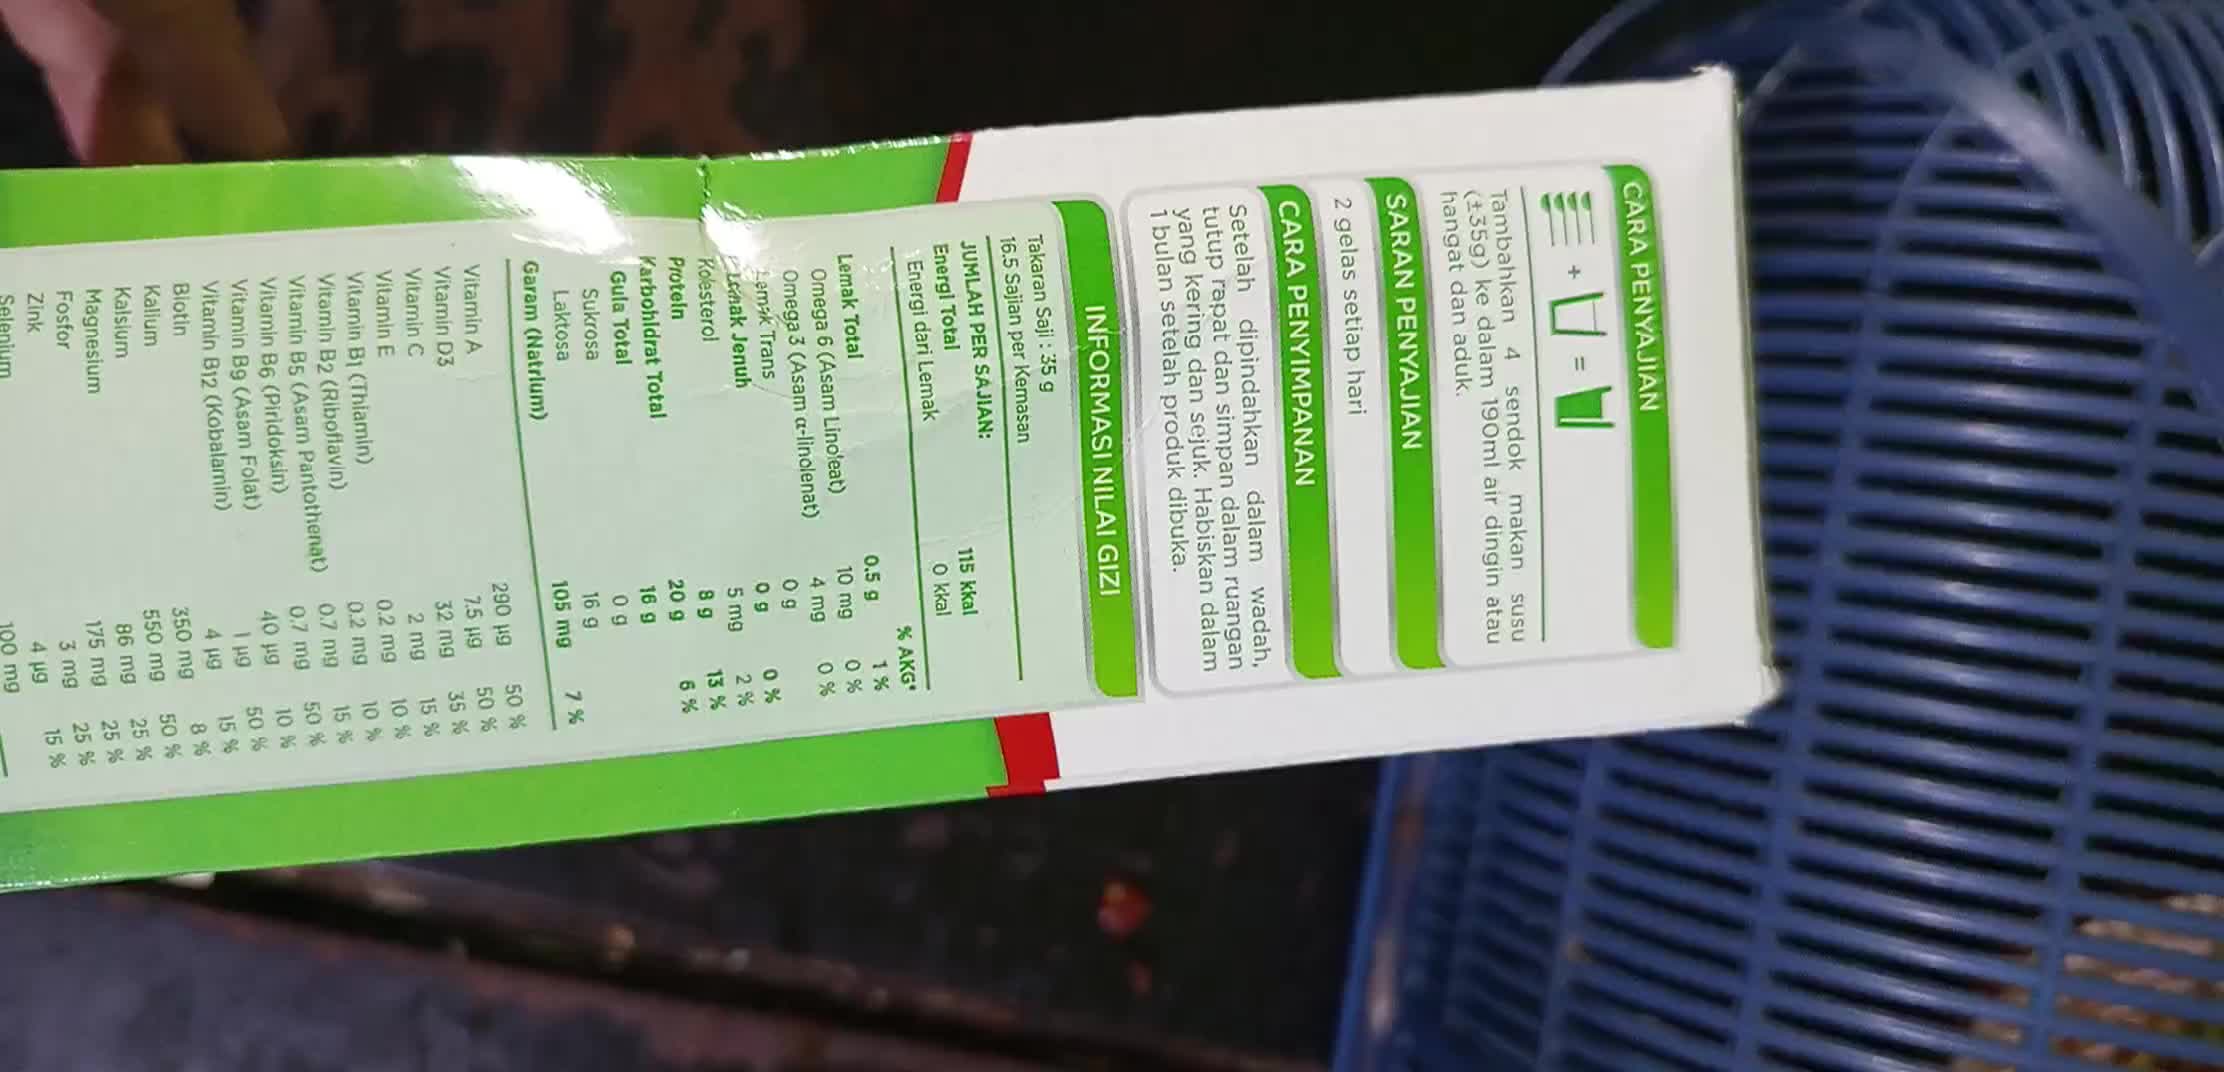 CARA PENYAJIAN
+ =
Tambahkan 4 sendok makan susu
(±35g) ke dalam 190ml air dingin atau
hangat dan aduk.
SARAN PENYAJIAN
2 gelas setiap hari
CARA PENYIMPANAN
Setelah dipindahkan dalam wadah,
tutup rapat dan simpan dalam ruangan
yang kering dan sejuk. Habiskan dalam
1 bulan setelah produk dibuka.
INFORMASI NILAI GIZI
Takaran Saji : 35 g
16.5 Sajian per Kemasan
JUMLAH PER SAJIAN:
Energi Total 115 kkal
Energi dari Lemak 0 kkal
% AKG*
Lemak Total 0.5 g 1 %
Omega 6 (Asam Linoleat) 10 mg 0 %
Omega 3 (Asam α-linolenat) 4 mg 0 %
Lemak Trans 0 g
Lemak Jenuh 0 g 0 %
Kolesterol 5 mg 2 %
Protein 8 g 13 %
Karbohidrat Total 20 g 6 %
Gula Total 16 g
Sukrosa 0 g
Laktosa 16 g
Garam (Natrium) 105 mg 7 %
Vitamin A 290 µg 50 %
Vitamin D3 7.5 µg 50 %
Vitamin C 32 mg 35 %
Vitamin E 2 mg 15 %
Vitamin B1 (Thiamin) 0.2 mg 10 %
Vitamin B2 (Riboflavin) 0.2 mg 10 %
Vitamin B5 (Asam Pantothenat) 0.7 mg 15 %
Vitamin B6 (Piridoksin) 0.7 mg 50 %
Vitamin B9 (Asam Folat) 40 µg 10 %
Vitamin B12 (Kobalamin) 1 µg 50 %
Biotin 4 µg 15 %
Kalium 350 mg 8 %
Kalsium 550 mg 50 %
Magnesium 86 mg 25 %
Fosfor 175 mg 25 %
Zink 3 mg 25 %
Selenium 4 µg 15 %
100 mg